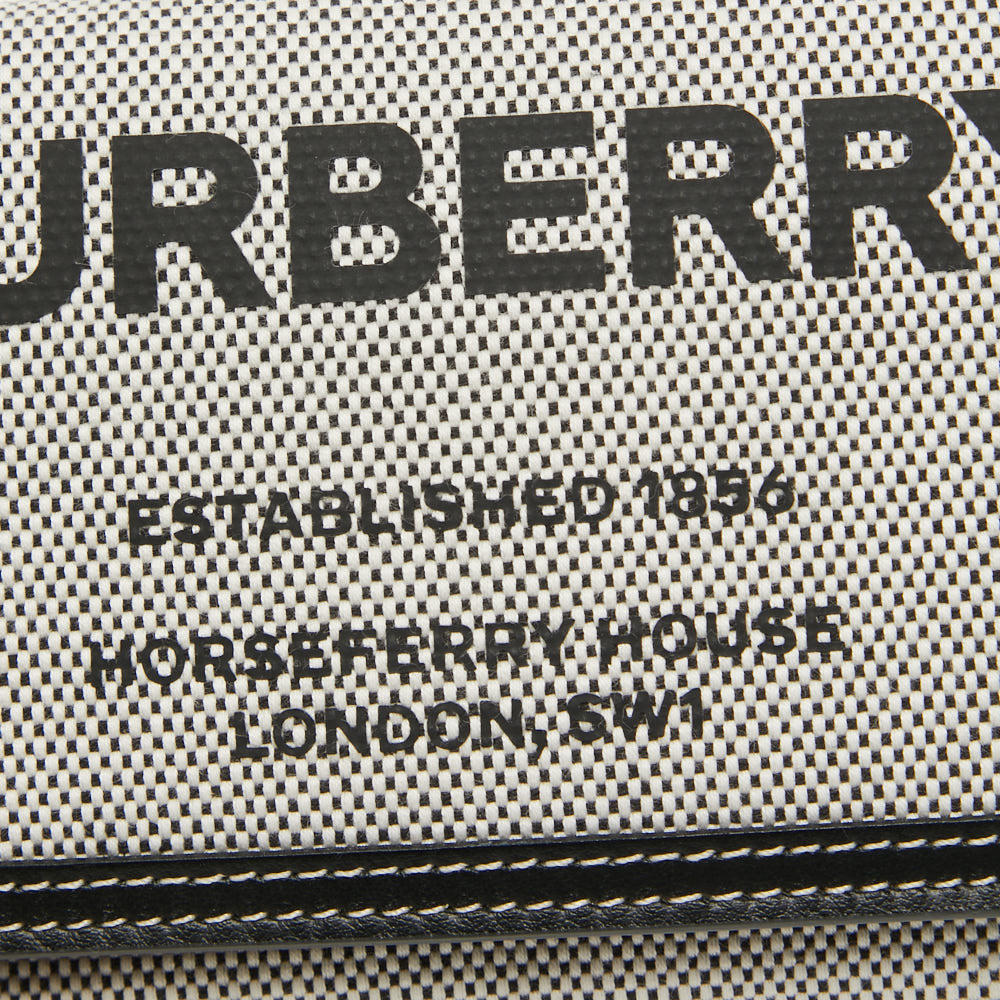 URBERRY
ESTABLISHED 1856
HORSEFERRY HOUSE
LONDON, SW1